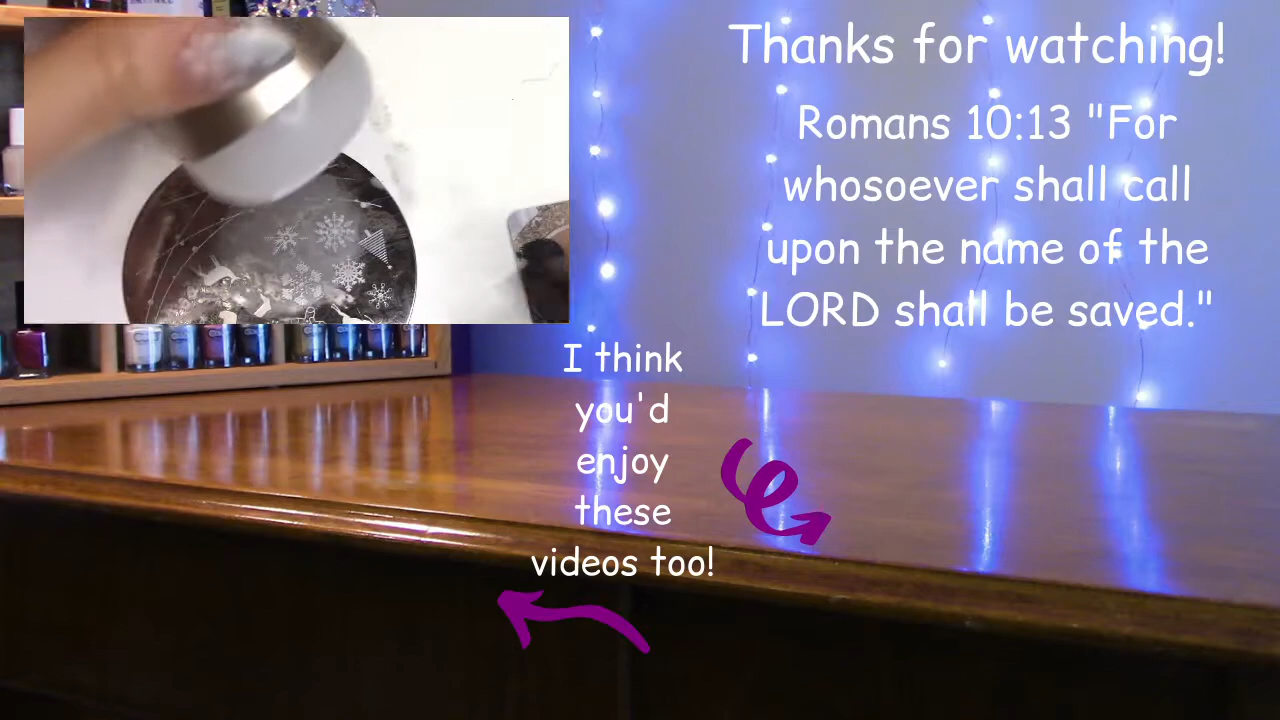 Thanks for watching!
Romans 10:13 "For
whosoever shall call
upon the name of the
LORD shall be saved."
I think
you'd
enjoy
these
videos too!